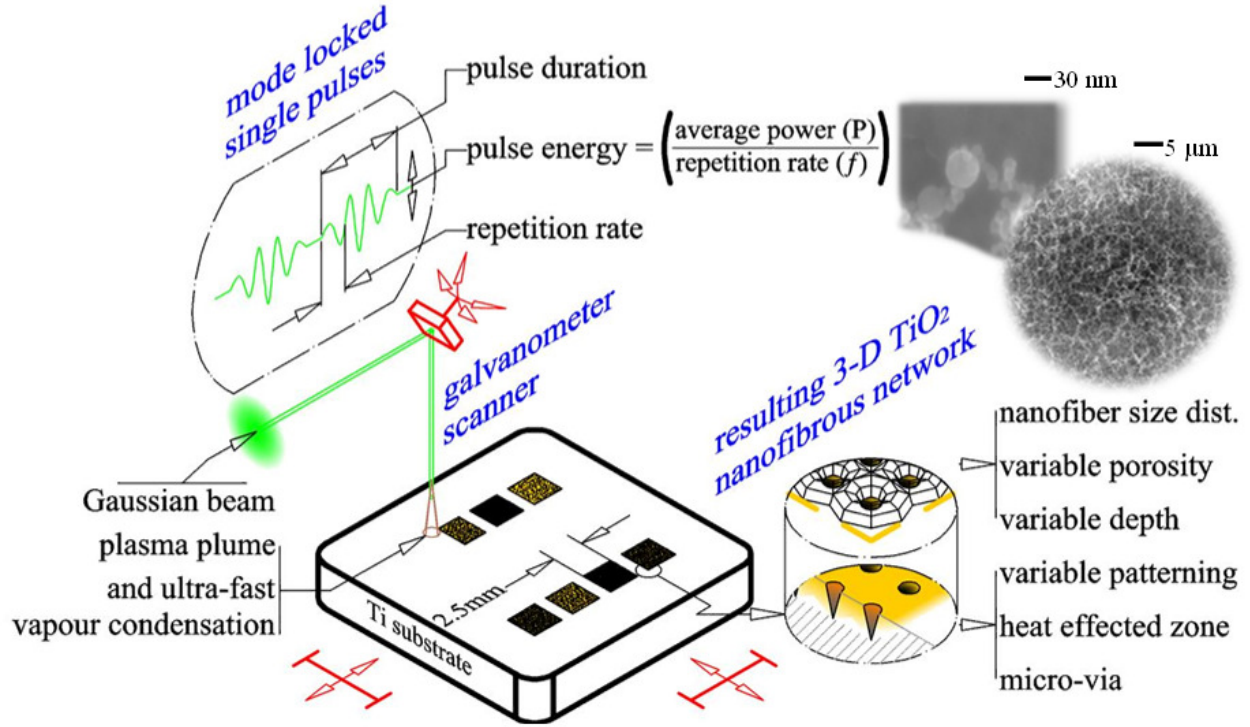 mode locked
single pulses
pulse duration
pulse energy = (average power (P)
repetition rate (f))
repetition rate
30 nm
5 µm
galvanometer
scanner
Gaussian beam
plasma plume
and ultra-fast
vapour condensation
2.5mm
Ti substrate
resulting 3-D TiO₂
nanofibrous network
nanofiber size dist.
variable porosity
variable depth
variable patterning
heat effected zone
micro-via